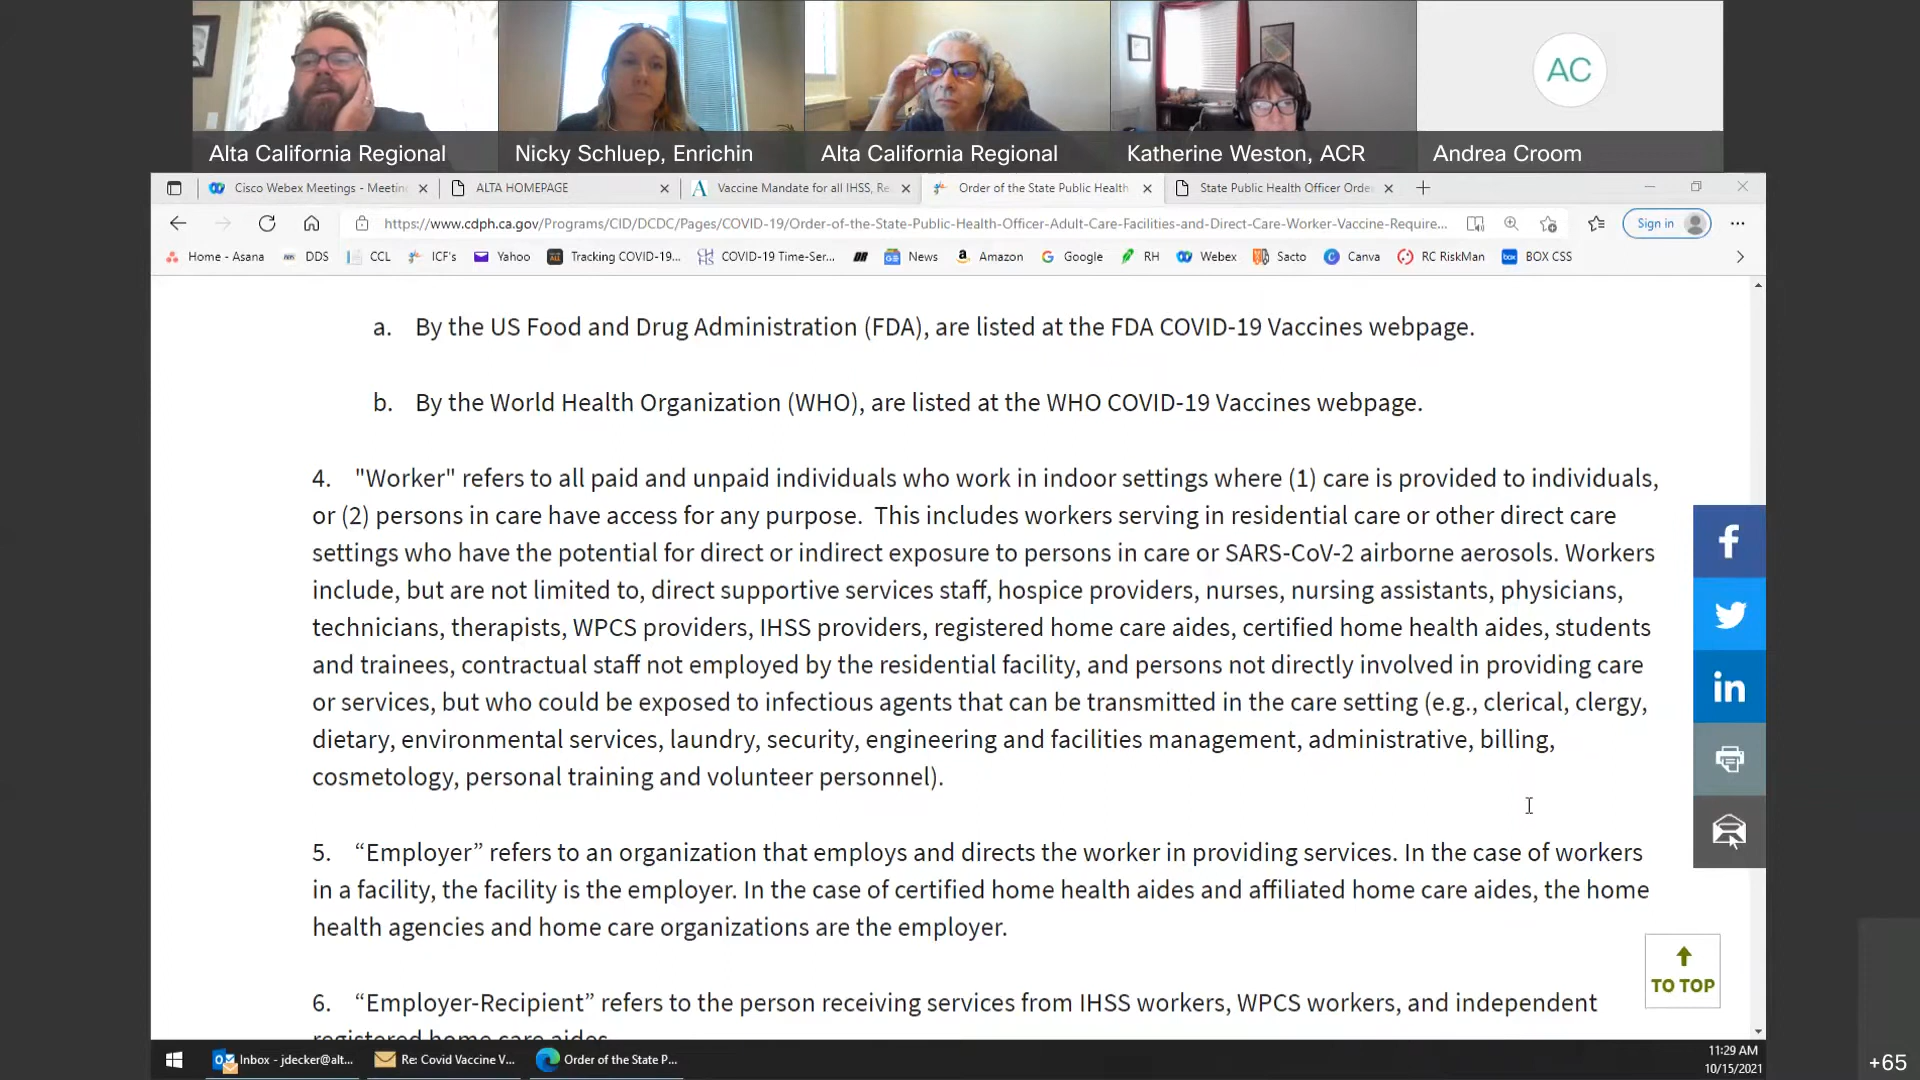 Alta California Regional
Nicky Schluep, Enrichin
Alta California Regional
Katherine Weston, ACR
AC
Andrea Croom
Cisco Webex Meetings - Meetin
ALTA HOMEPAGE
Vaccine Mandate for all IHSS, Re
Order of the State Public Health
State Public Health Officer Orde
https://www.cdph.ca.gov/Programs/CID/DCDC/Pages/COVID-19/Order-of-the-State-Public-Health-Officer-Adult-Care-Facilities-and-Direct-Care-Worker-Vaccine-Require...
Sign in
Home - Asana
DDS
CCL
ICF's
Yahoo
Tracking COVID-19...
COVID-19 Time-Ser...
News
Amazon
Google
RH
Webex
Sacto
Canva
RC RiskMan
BOX CSS
a. By the US Food and Drug Administration (FDA), are listed at the FDA COVID-19 Vaccines webpage.
b. By the World Health Organization (WHO), are listed at the WHO COVID-19 Vaccines webpage.
4. "Worker" refers to all paid and unpaid individuals who work in indoor settings where (1) care is provided to individuals,
or (2) persons in care have access for any purpose. This includes workers serving in residential care or other direct care
settings who have the potential for direct or indirect exposure to persons in care or SARS-CoV-2 airborne aerosols. Workers
include, but are not limited to, direct supportive services staff, hospice providers, nurses, nursing assistants, physicians,
technicians, therapists, WPCS providers, IHSS providers, registered home care aides, certified home health aides, students
and trainees, contractual staff not employed by the residential facility, and persons not directly involved in providing care
or services, but who could be exposed to infectious agents that can be transmitted in the care setting (e.g., clerical, clergy,
dietary, environmental services, laundry, security, engineering and facilities management, administrative, billing,
cosmetology, personal training and volunteer personnel).
5. “Employer” refers to an organization that employs and directs the worker in providing services. In the case of workers
in a facility, the facility is the employer. In the case of certified home health aides and affiliated home care aides, the home
health agencies and home care organizations are the employer.
TO TOP
6. “Employer-Recipient” refers to the person receiving services from IHSS workers, WPCS workers, and independent
registered home care aides.
Inbox - jdecker@alt...
Re: Covid Vaccine V...
Order of the State P...
11:29 AM
10/15/2021
+65